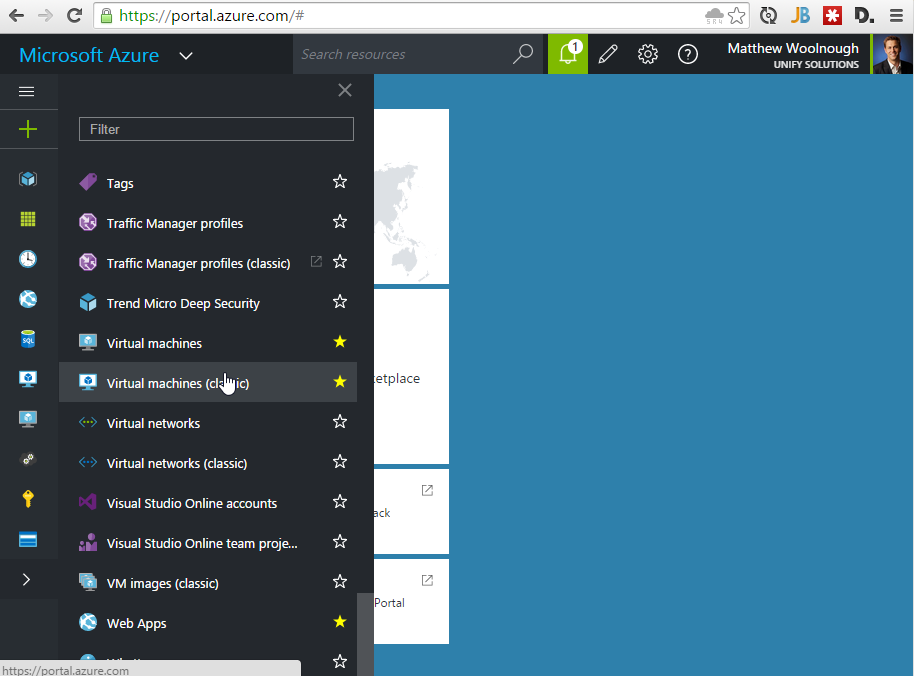 https://portal.azure.com/#
Microsoft Azure
Search resources
1
Matthew Woolnough
UNIFY SOLUTIONS
Filter
Tags
Traffic Manager profiles
Traffic Manager profiles (classic)
Trend Micro Deep Security
Virtual machines
Virtual machines (classic)
etplace
Virtual networks
Virtual networks (classic)
Visual Studio Online accounts
ack
Visual Studio Online team proje...
VM images (classic)
Portal
Web Apps
https://portal.azure.com
SQL
JB
D.